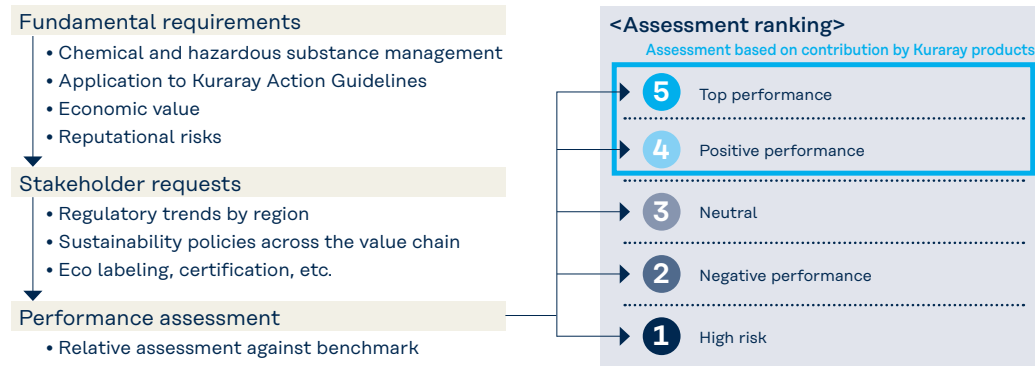 Fundamental requirements
• Chemical and hazardous substance management
• Application to Kuraray Action Guidelines
• Economic value
• Reputational risks
Stakeholder requests
• Regulatory trends by region
• Sustainability policies across the value chain
• Eco labeling, certification, etc.
Performance assessment
• Relative assessment against benchmark
<Assessment ranking>
Assessment based on contribution by Kuraray products
5 Top performance
4 Positive performance
3 Neutral
2 Negative performance
1 High risk